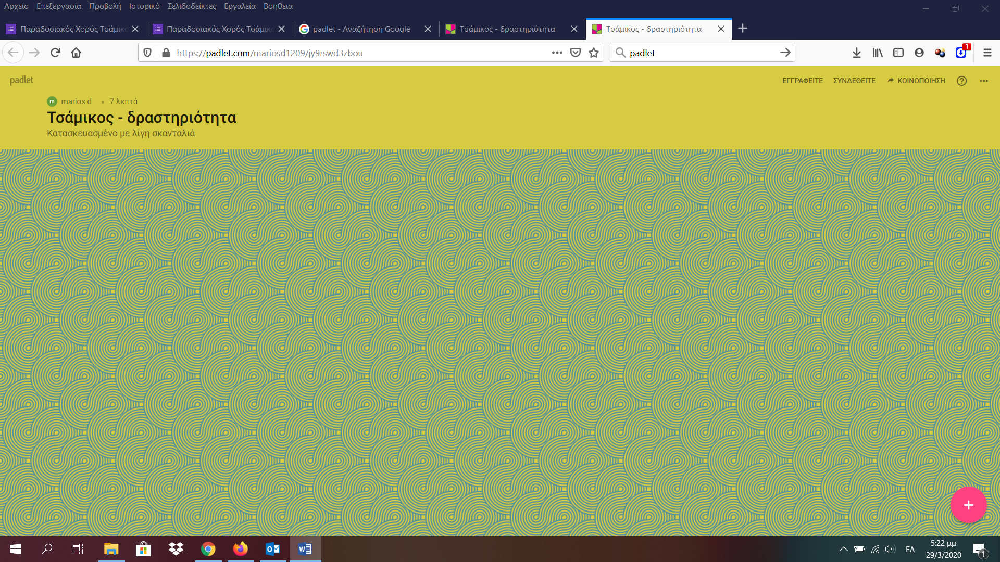 Αρχείο Επεξεργασία Προβολή Ιστορικό Σελιδοδείκτες Εργαλεία Βοήθεια
Παραδοσιακός Χορός Τσάμικο Παραδοσιακός Χορός Τσάμικο padlet - Αναζήτηση Google Τσάμικος - δραστηριότητα Τσάμικος - δραστηριότητα
https://padlet.com/mariosd1209/jy9rswd3zbou padlet 1
padlet ΕΓΓΡΑΦΕΙΤΕ ΣΥΝΔΕΘΕΙΤΕ ΚΟΙΝΟΠΟΙΗΣΗ
m marios d • 7 λεπτά
Τσάμικος - δραστηριότητα
Κατασκευασμένο με λίγη σκανταλιά
ΕΛ 5:22 μμ
29/3/2020 1